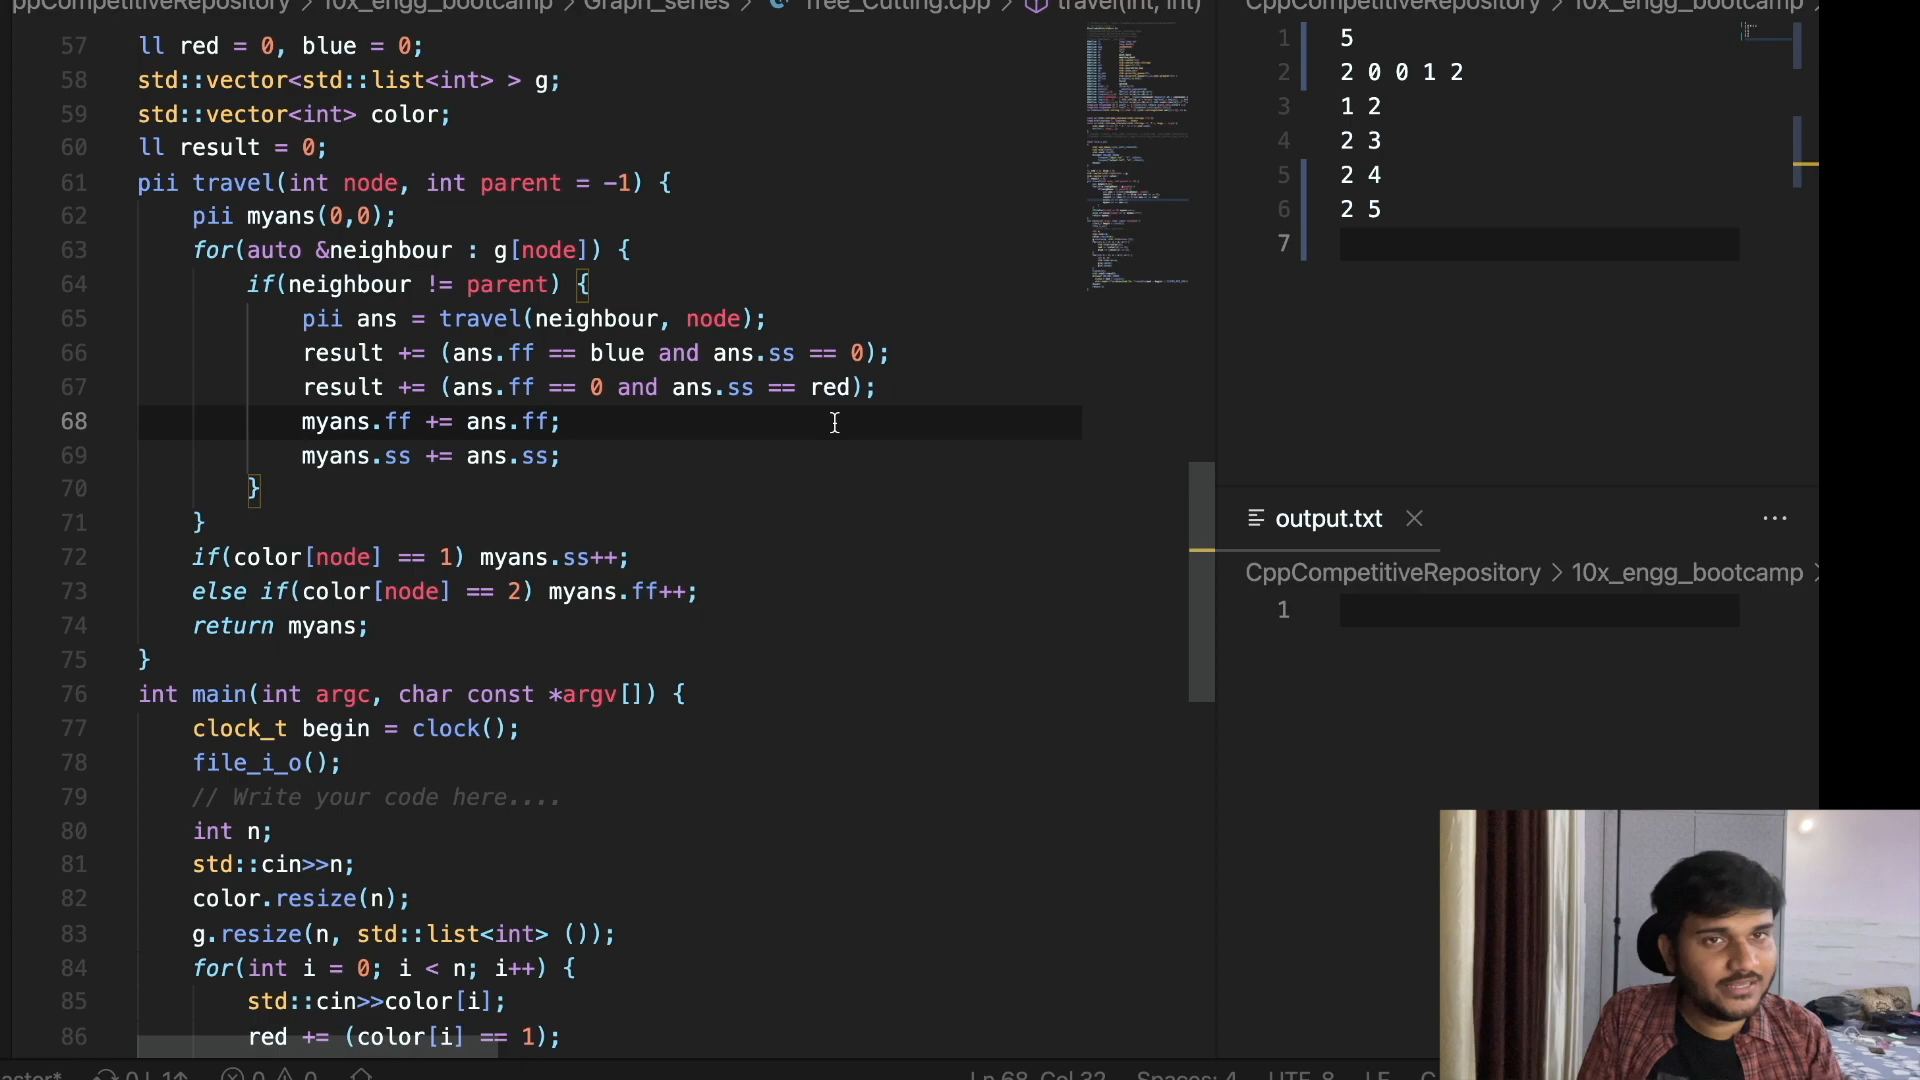 ppCompetitiveRepository > 10x_engg_bootcamp > Graph_series > Tree_Cutting.cpp > travel(int, int)
57 ll red = 0, blue = 0;
58 std::vector<std::list<int> > g;
59 std::vector<int> color;
60 ll result = 0;
61 pii travel(int node, int parent = -1) {
62 pii myans(0,0);
63 for(auto &neighbour : g[node]) {
64 if(neighbour != parent) {
65 pii ans = travel(neighbour, node);
66 result += (ans.ff == blue and ans.ss == 0);
67 result += (ans.ff == 0 and ans.ss == red);
68 myans.ff += ans.ff;
69 myans.ss += ans.ss;
70 }
71 }
72 if(color[node] == 1) myans.ss++;
73 else if(color[node] == 2) myans.ff++;
74 return myans;
75 }
76 int main(int argc, char const *argv[]) {
77 clock_t begin = clock();
78 file_i_o();
79 // Write your code here....
80 int n;
81 std::cin>>n;
82 color.resize(n);
83 g.resize(n, std::list<int> ());
84 for(int i = 0; i < n; i++) {
85 std::cin>>color[i];
86 red += (color[i] == 1);
CppCompetitiveRepository > 10x_engg_bootcamp >
1 5
2 2 0 0 1 2
3 1 2
4 2 3
5 2 4
6 2 5
7
output.txt
CppCompetitiveRepository > 10x_engg_bootcamp >
1
aster* 0↓ 1↑ 0 0 Ln 68, Col 32 Spaces: 4 UTF-8 LF